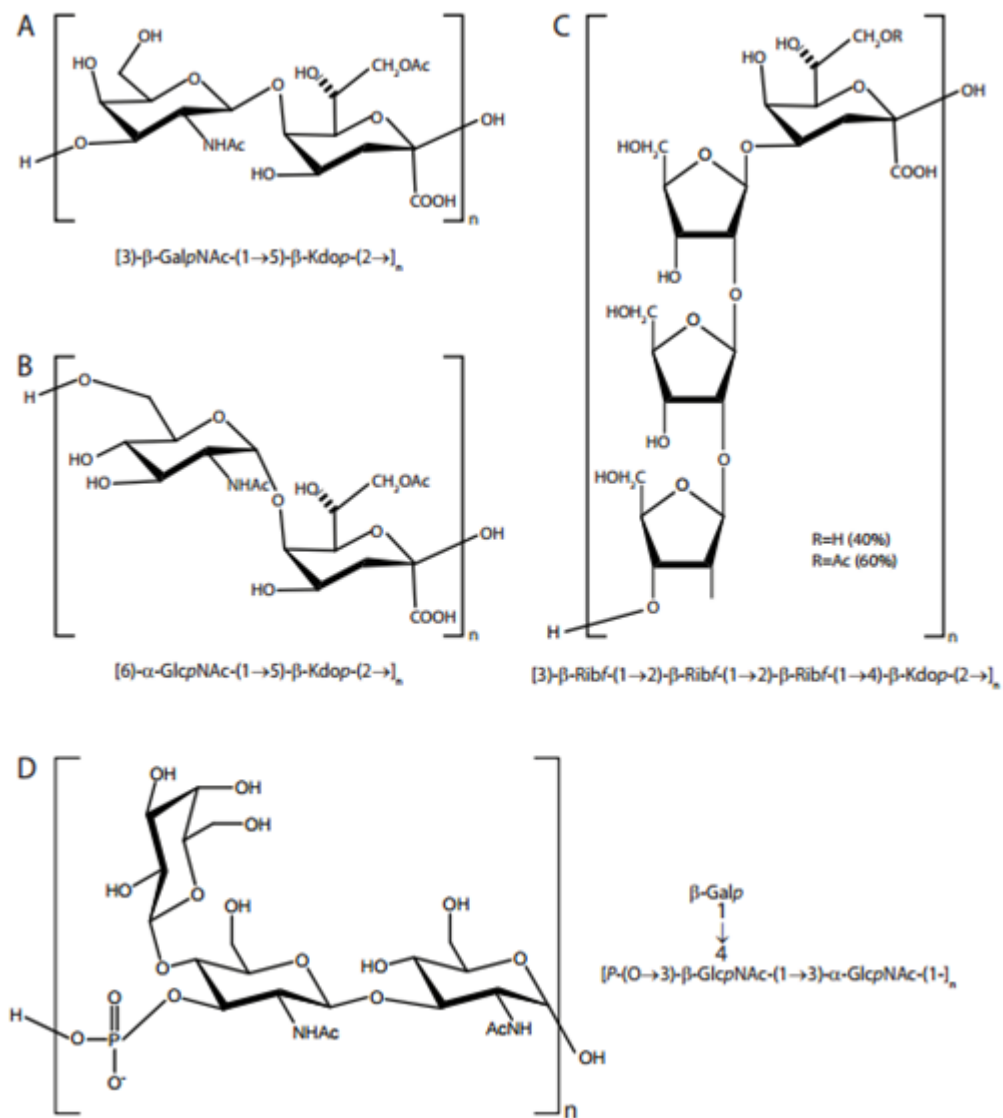 A
OH
HO
O
O
CH₂OAc
HO
O
O
NHAc
H
O
HO
OH
COOH
n
[3)-β-GalpNAc-(1→5)-β-Kdop-(2→]n
B
H
O
O
HO
HO
NHAc
O
HO
CH₂OAc
O
OH
HO
COOH
n
[6)-α-GlcpNAc-(1→5)-β-Kdop-(2→]n
C
HO
CH₂OR
HO
O
OH
O
COOH
HOH₂C
O
HO
O
HOH₂C
O
HO
O
HOH₂C
O
R=H (40%)
R=Ac (60%)
O
H
n
[3)-β-Ribf-(1→2)-β-Ribf-(1→2)-β-Ribf-(1→4)-β-Kdop-(2→]n
D
HO
OH
OH
HO
O
OH
OH
O
O
HO
O
O
O
NHAc
AcNH
O
H
O
P
O⁻
OH
n
β-Galp
1
↓
4
[P-(O→3)-β-GlcpNAc-(1→3)-α-GlcpNAc-(1-]n